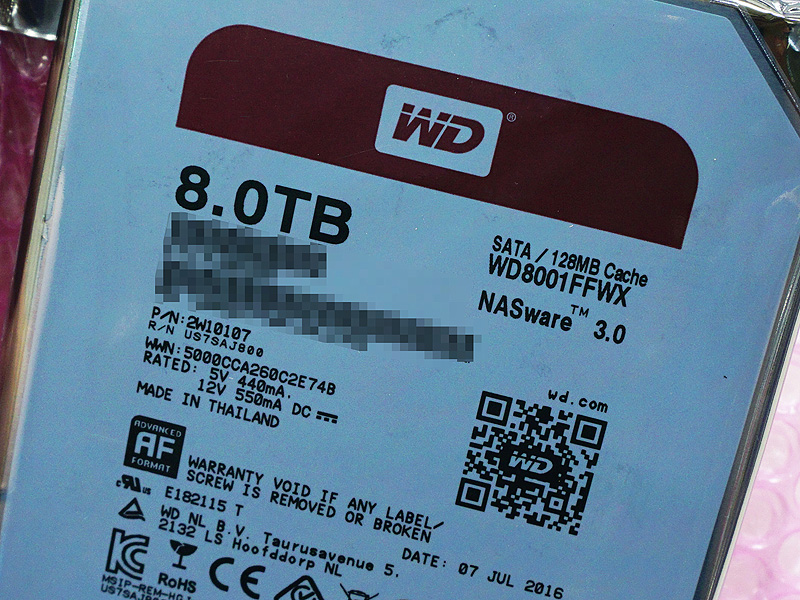 WD®
8.0TB
SATA / 128MB Cache
WD8001FFWX
NASware™ 3.0
P/N:2W10107
R/N US7SAJ800
WWN:5000CCA260C2E74B
RATED: 5V 440mA.
12V 550mA DC
MADE IN THAILAND
wd.com
WD
ADVANCED
AF
FORMAT
WARRANTY VOID IF ANY LABEL/
SCREW IS REMOVED OR BROKEN
E182115 T
WD NL B.V. Taurusavenue 5.
2132 LS Hoofddorp NL
DATE: 07 JUL 2016
RoHS
CE